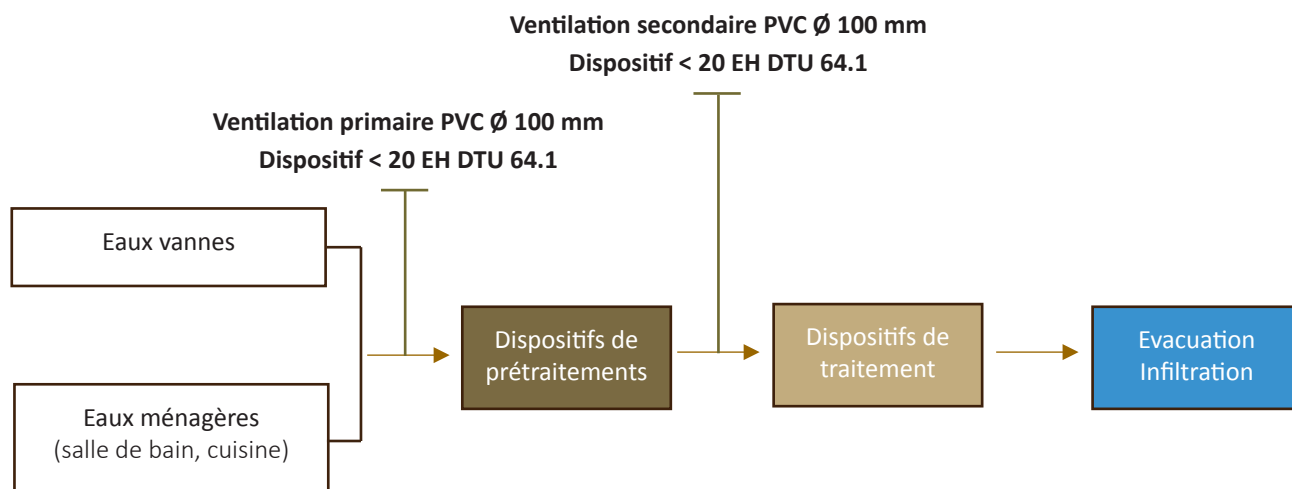 Ventilation secondaire PVC Ø 100 mm
Dispositif < 20 EH DTU 64.1
Ventilation primaire PVC Ø 100 mm
Dispositif < 20 EH DTU 64.1
Eaux vannes
Eaux ménagères
(salle de bain, cuisine)
Dispositifs de
prétraitements
Dispositifs de
traitement
Evacuation
Infiltration